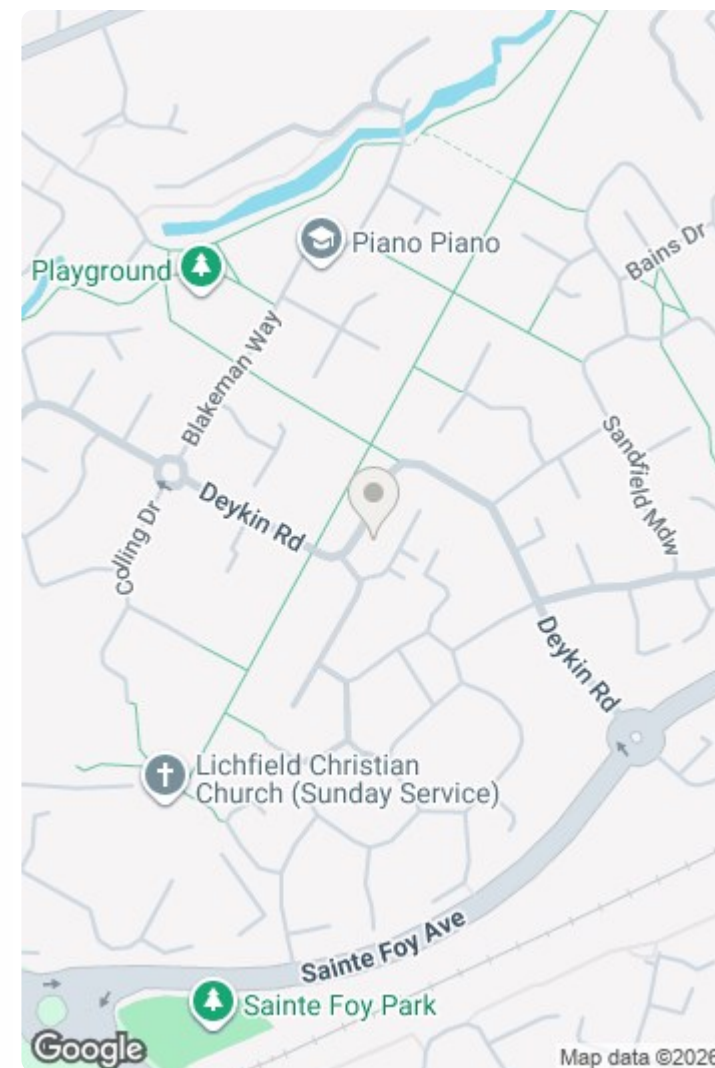 Piano Piano
Playground
Bains Dr
Blakeman Way
Sandfield Mdw
Deykin Rd
Colling Dr
Deykin Rd
Lichfield Christian
Church (Sunday Service)
Sainte Foy Ave
Sainte Foy Park
Google
Map data ©2026